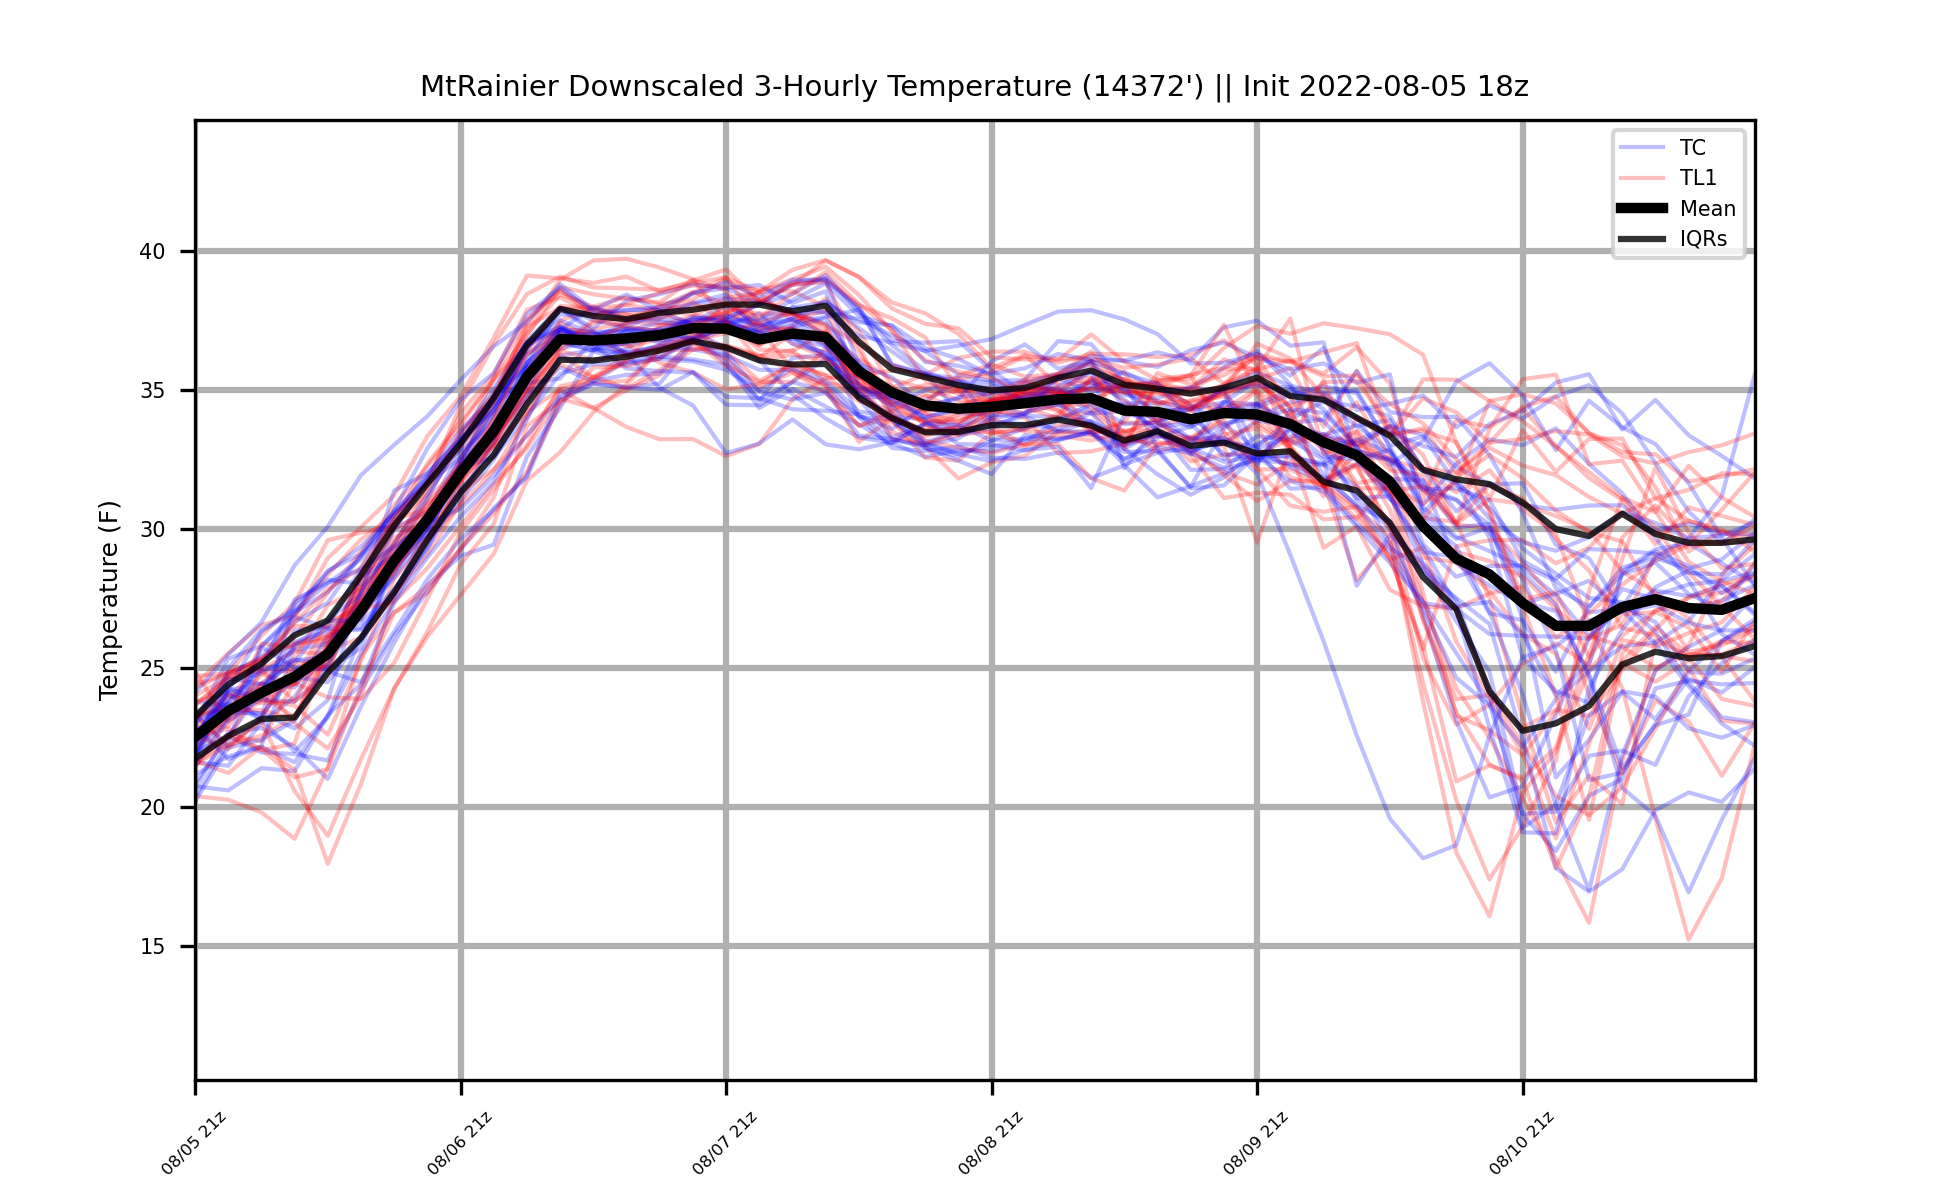 MtRainier Downscaled 3-Hourly Temperature (14372') || Init 2022-08-05 18z
TC
TL1
Mean
IQRs
Temperature (F)
40
35
30
25
20
15
08/05 21z
08/06 21z
08/07 21z
08/08 21z
08/09 21z
08/10 21z